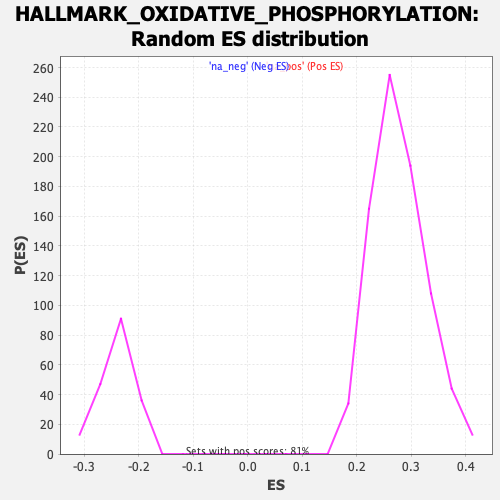 HALLMARK_OXIDATIVE_PHOSPHORYLATION:
Random ES distribution
'na_neg' (Neg ES) pos' (Pos ES)
260
240
220
200
180
160
140
120
100
80
60
40
20
0
P(ES)
Sets with pos scores: 81%
-0.3 -0.2 -0.1 0.0 0.1 0.2 0.3 0.4
ES